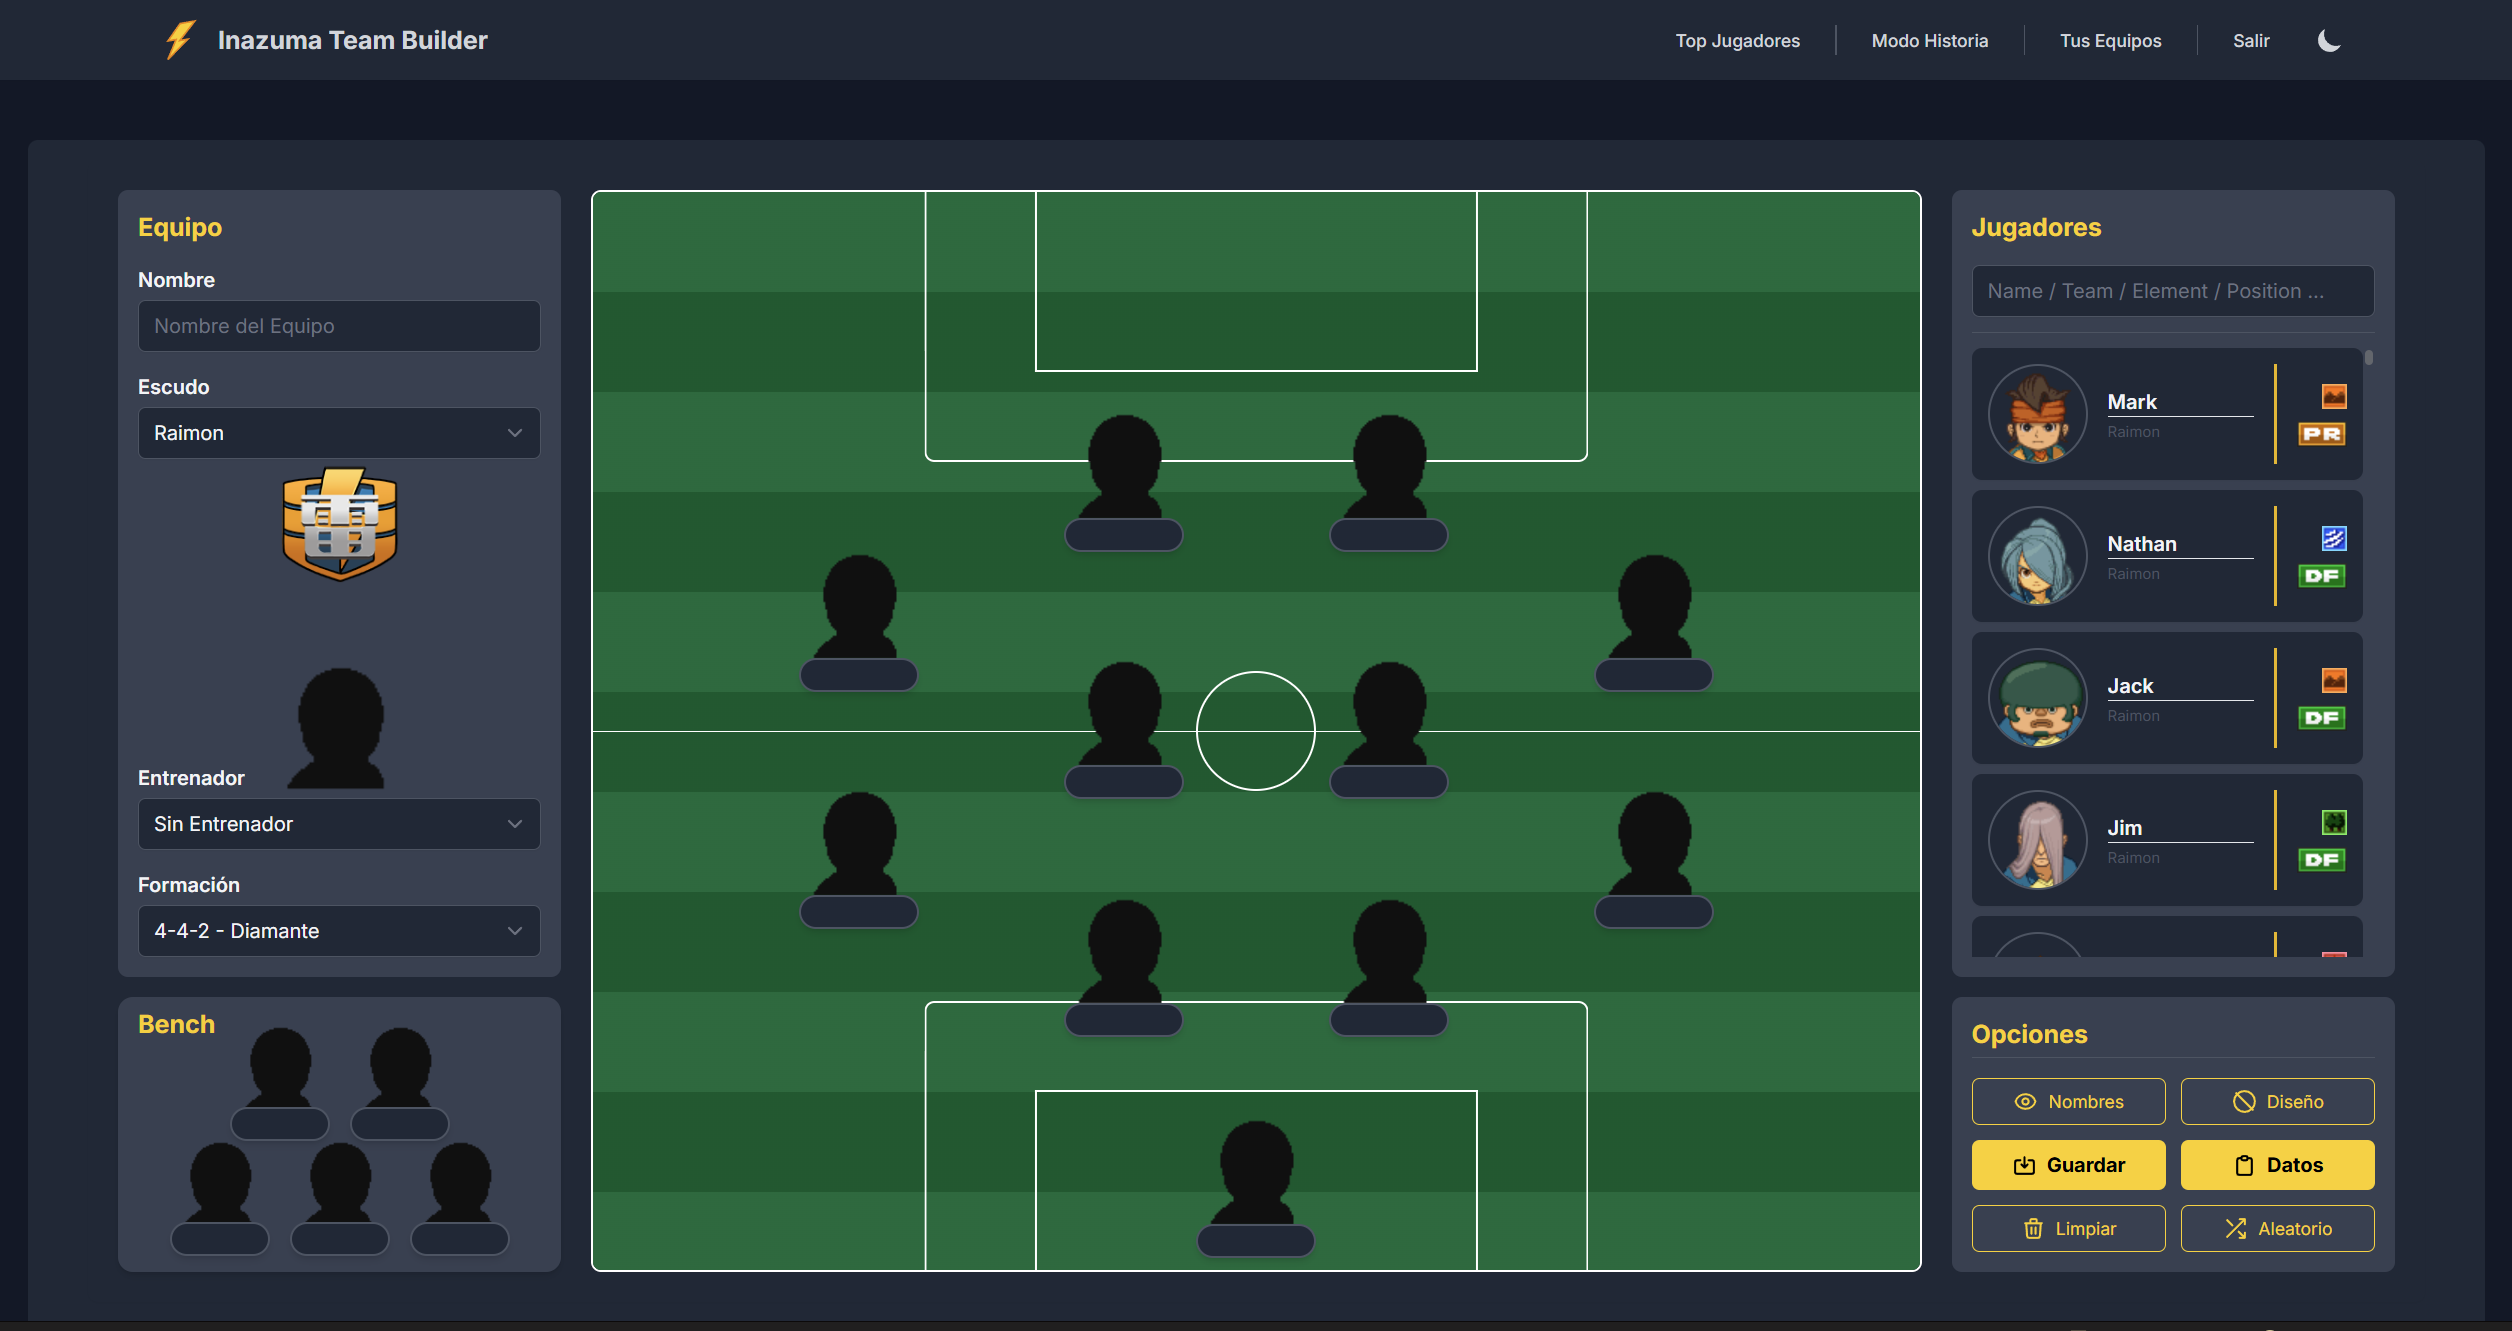 Inazuma Team Builder
Top Jugadores
Modo Historia
Tus Equipos
Salir
Equipo
Nombre
Nombre del Equipo
Escudo
Raimon
Entrenador
Sin Entrenador
Formación
4-4-2 - Diamante
Bench
Jugadores
Name / Team / Element / Position ...
Mark
Raimon
PR
Nathan
Raimon
DF
Jack
Raimon
DF
Jim
Raimon
DF
Opciones
Nombres
Diseño
Guardar
Datos
Limpiar
Aleatorio